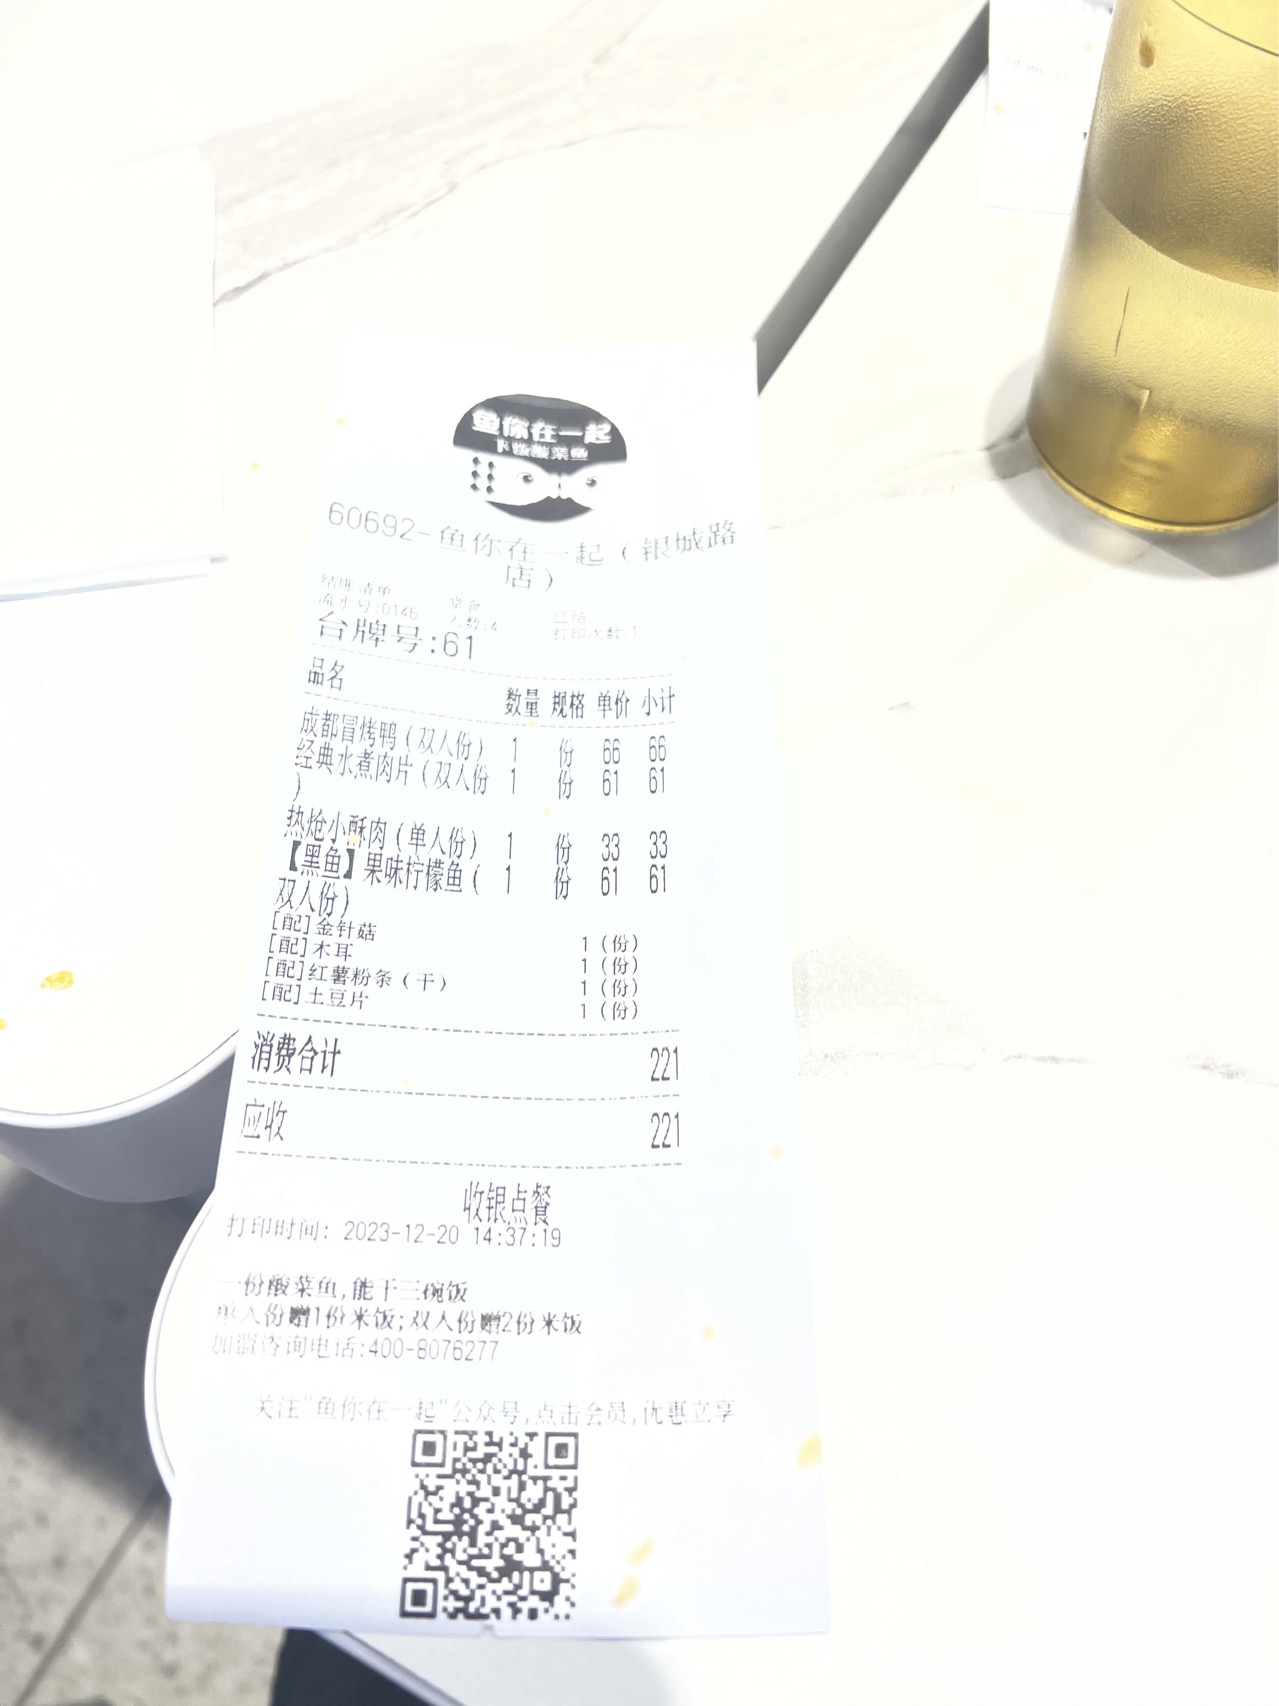 鱼你在一起
下饭酸菜鱼
60692-鱼你在一起（银城路
店）
结账清单 堂食 已结
流水号:0146 人数:4 打印次数:1
台牌号:61
品名 数量 规格 单价 小计
成都冒烤鸭（双人份） 1 份 66 66
经典水煮肉片（双人份 1 份 61 61
）
热炝小酥肉（单人份） 1 份 33 33
【黑鱼】果味柠檬鱼（ 1 份 61 61
双人份）
[配]金针菇 1（份）
[配]木耳 1（份）
[配]红薯粉条（干） 1（份）
[配]土豆片 1（份）
消费合计 221
应收 221
收银点餐
打印时间: 2023-12-20 14:37:19
一份酸菜鱼,能干三碗饭
单人份赠1份米饭;双人份赠2份米饭
加盟咨询电话:400-8076277
关注"鱼你在一起"公众号,点击会员,优惠立享